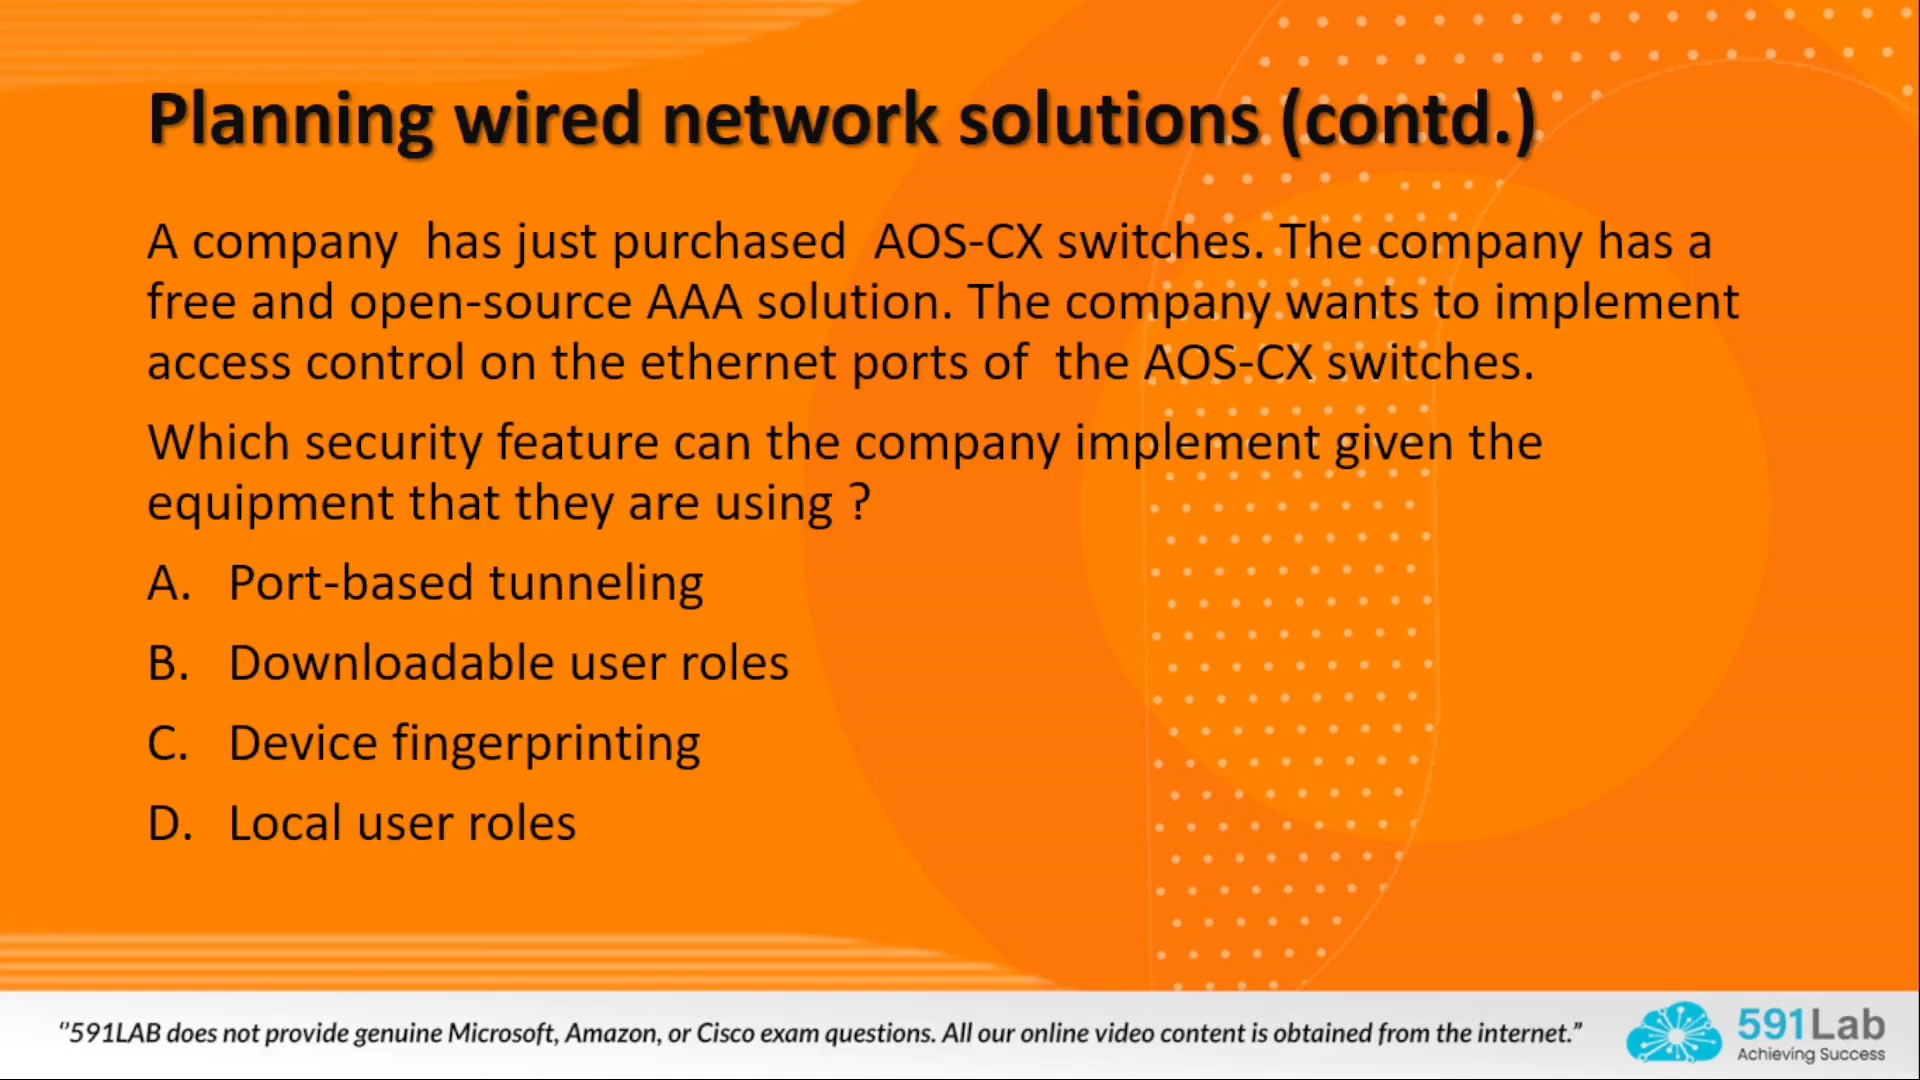 Planning wired network solutions (contd.)
A company has just purchased AOS-CX switches. The company has a
free and open-source AAA solution. The company wants to implement
access control on the ethernet ports of the AOS-CX switches.
Which security feature can the company implement given the
equipment that they are using ?
A. Port-based tunneling
B. Downloadable user roles
C. Device fingerprinting
D. Local user roles
‘’591LAB does not provide genuine Microsoft, Amazon, or Cisco exam questions. All our online video content is obtained from the internet.”
591Lab
Achieving Success